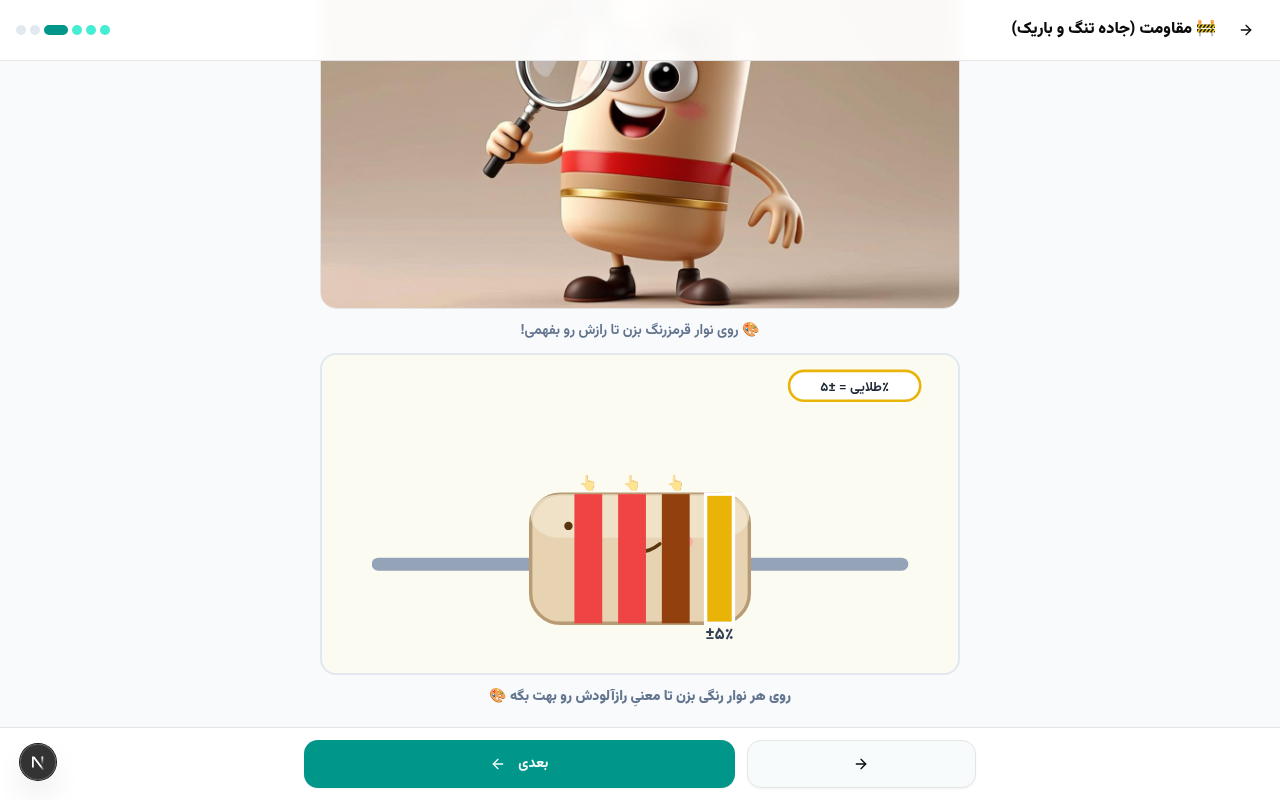 🚧 مقاومت (جاده تنگ و باریک)
🎨 روی نوار قرمزرنگ بزن تا رازش رو بفهمی!
٪طلایی = ±۵
±۵٪
روی هر نوار رنگی بزن تا معنیِ رازآلودش رو بهت بگه 🎨
بعدی
N